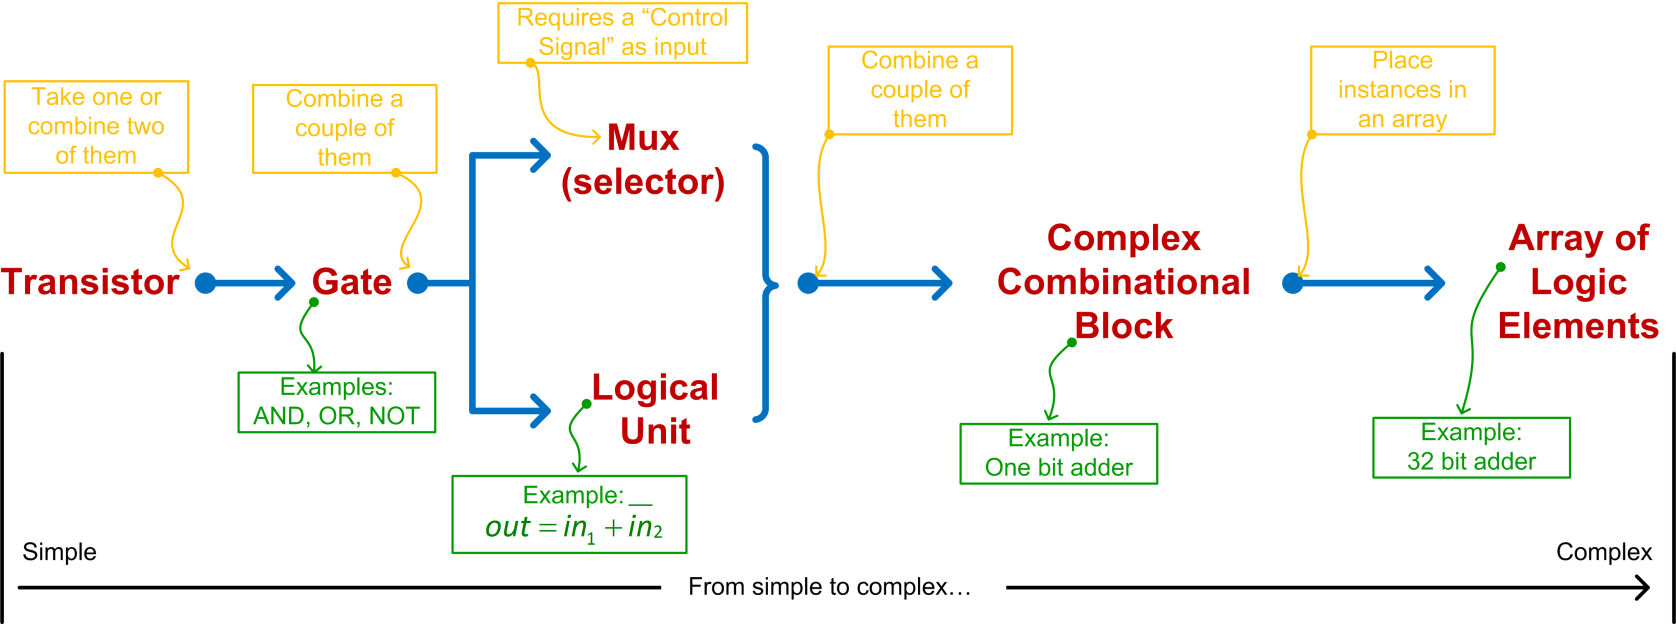 Requires a “Control
Signal” as input
Take one or
combine two
of them
Combine a
couple of
them
Combine a
couple of
them
Place
instances in
an array
Mux
(selector)
Transistor
Gate
Complex
Combinational
Block
Array of
Logic
Elements
Examples:
AND, OR, NOT
Logical
Unit
Example:
out = in₁ + in₂
Example:
One bit adder
Example:
32 bit adder
Simple
Complex
From simple to complex…